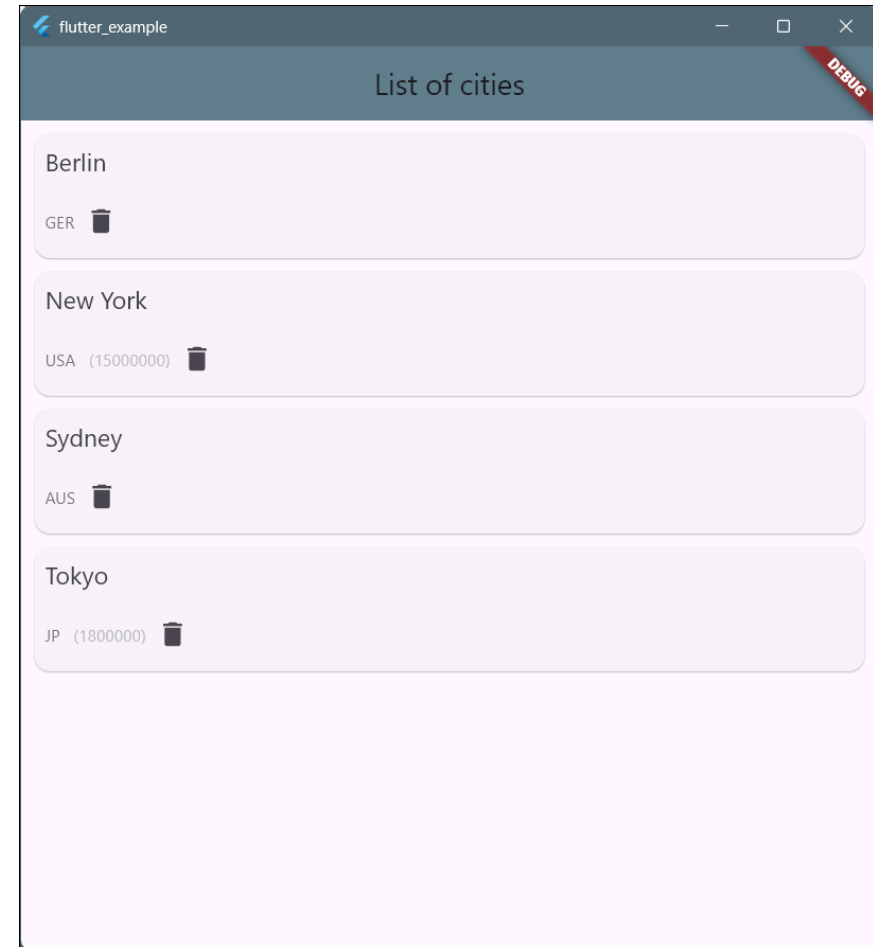 flutter_example
List of cities
DEBUG
Berlin
GER
New York
USA (15000000)
Sydney
AUS
Tokyo
JP (1800000)